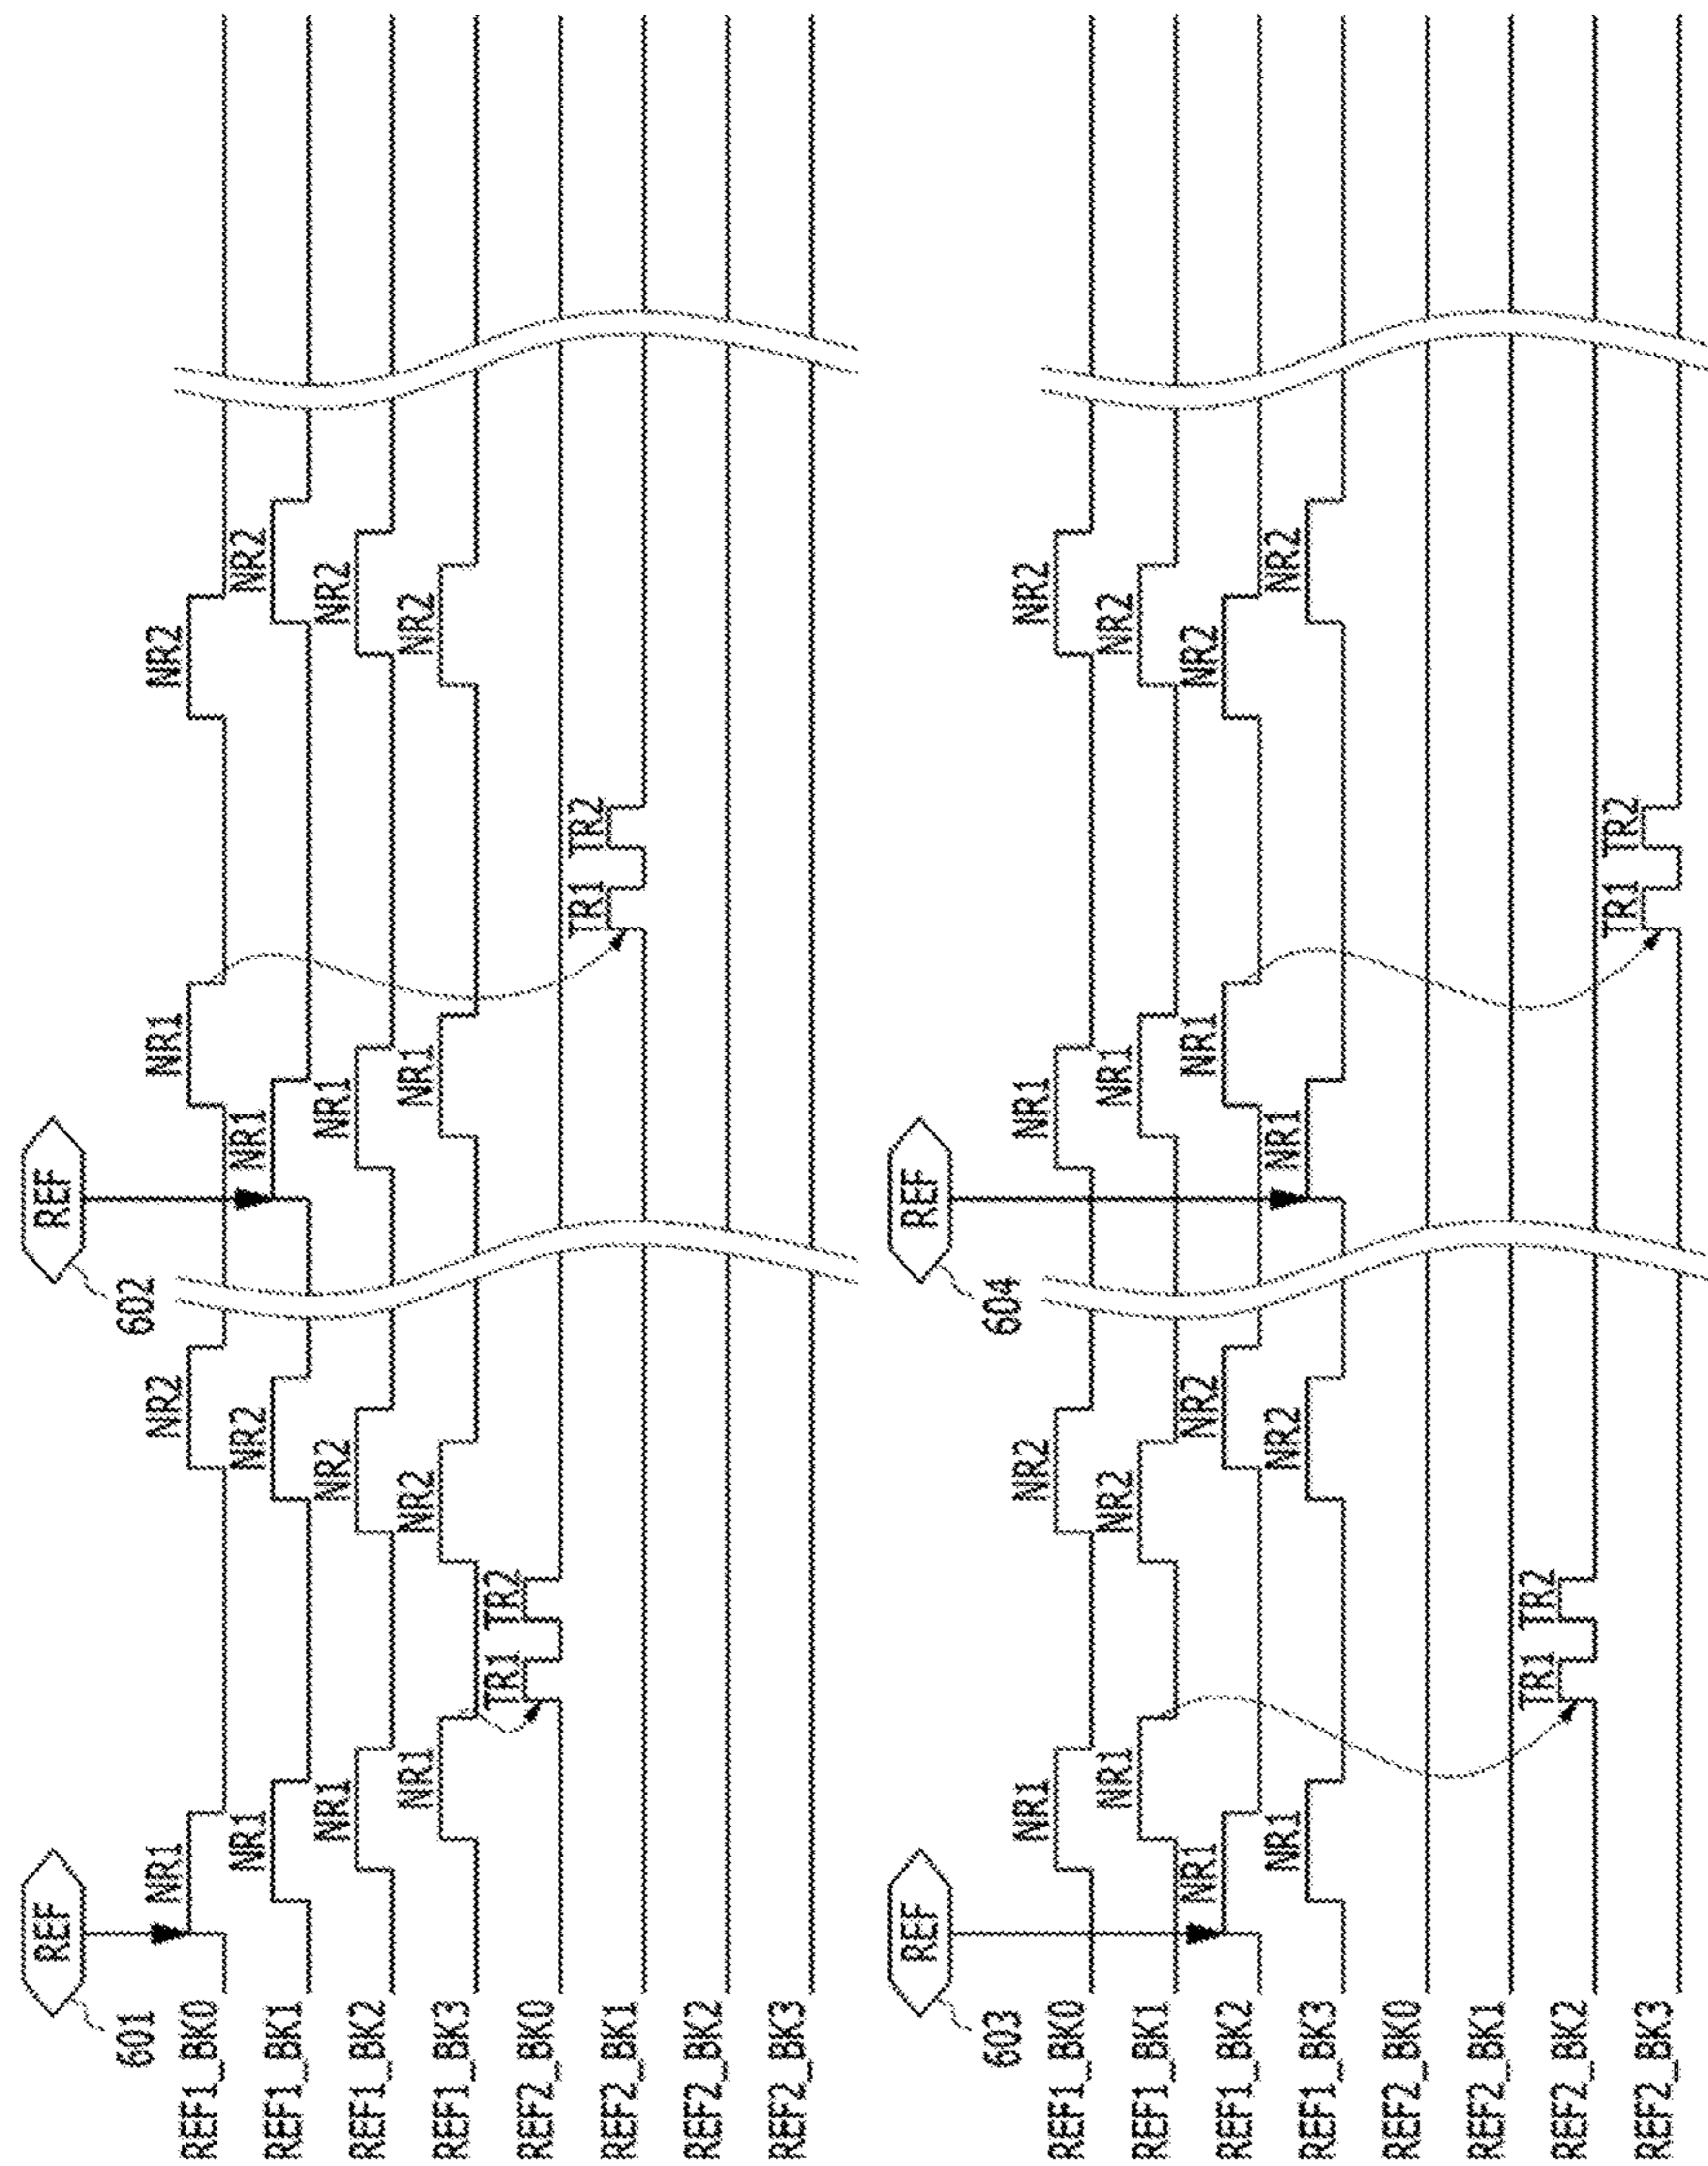 REF
REF
601
602
REF1_BK0
NR1
NR2
NR1
NR2
REF1_BK1
NR1
NR2
NR1
NR2
REF1_BK2
NR1
NR2
NR1
NR2
REF1_BK3
NR1
NR2
NR1
NR2
REF2_BK0
TR1 TR2
REF2_BK1
TR1 TR2
REF2_BK2
REF2_BK3
REF
REF
603
604
REF1_BK0
NR1
NR2
NR1
NR2
REF1_BK1
NR1
NR2
NR1
NR2
REF1_BK2
NR1
NR2
NR1
NR2
REF1_BK3
NR1
NR2
NR1
NR2
REF2_BK0
REF2_BK1
REF2_BK2
TR1 TR2
REF2_BK3
TR1 TR2